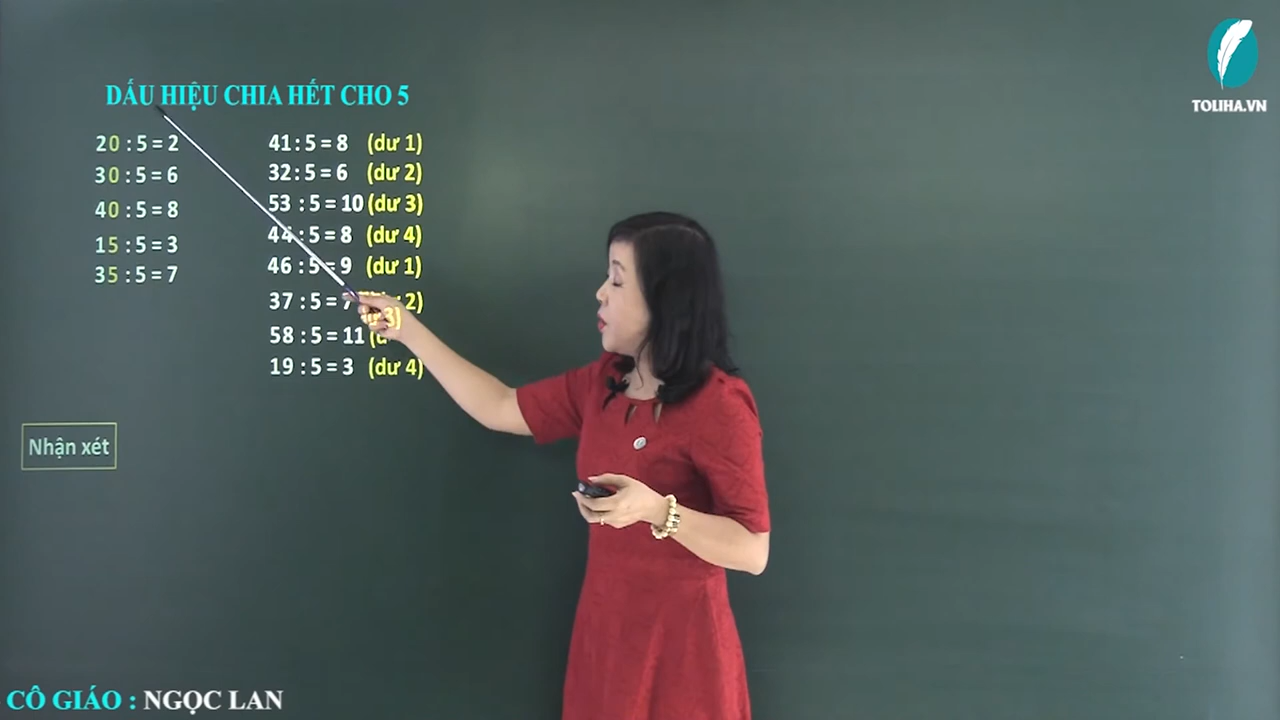 DẤU HIỆU CHIA HẾT CHO 5
20 : 5 = 2
30 : 5 = 6
40 : 5 = 8
15 : 5 = 3
35 : 5 = 7
41 : 5 = 8 (dư 1)
32 : 5 = 6 (dư 2)
53 : 5 = 10 (dư 3)
44 : 5 = 8 (dư 4)
46 : 5 = 9 (dư 1)
37 : 5 = 7 2)
58 : 5 = 11
19 : 5 = 3 (dư 4)
Nhận xét
CÔ GIÁO : NGỌC LAN
TOLIHA.VN